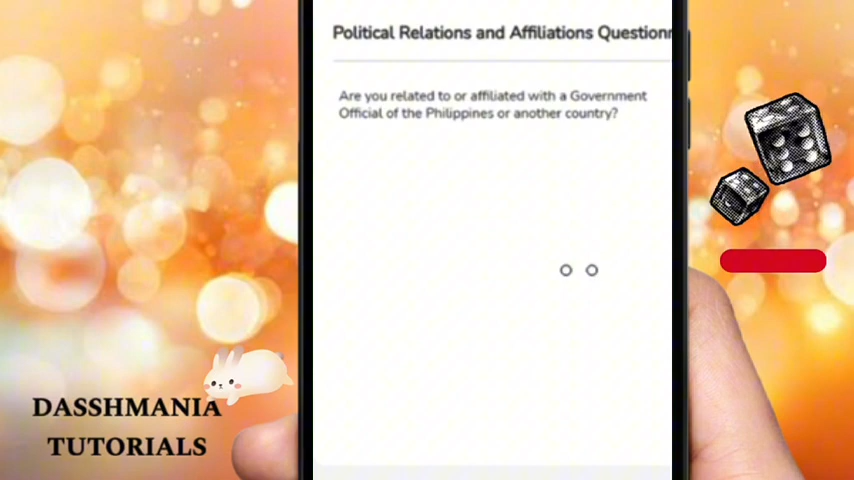 Political Relations and Affiliations Questionn
Are you related to or affiliated with a Government
Official of the Philippines or another country?
DASSHMANIA
TUTORIALS